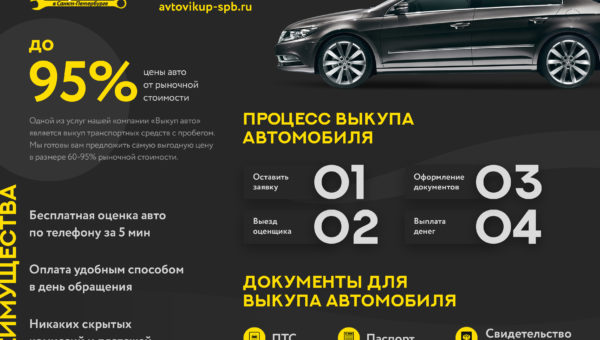 в Санкт-Петербурге
avtovikup-spb.ru
ДО
95%
цены авто
от рыночной
стоимости
Одной из услуг нашей компании «Выкуп авто»
является выкуп транспортных средств с пробегом.
Мы готовы вам предложить самую выгодную цену
в размере 60-95% рыночной стоимости.
ИМУЩЕСТВА
Бесплатная оценка авто
по телефону за 5 мин
Оплата удобным способом
в день обращения
Никаких скрытых
ПРОЦЕСС ВЫКУПА
АВТОМОБИЛЯ
Оставить
заявку
01
Выезд
оценщика
02
Оформление
документов
03
Выплата
денег
04
ДОКУМЕНТЫ ДЛЯ
ВЫКУПА АВТОМОБИЛЯ
ПТС
Паспорт
Свидетельство